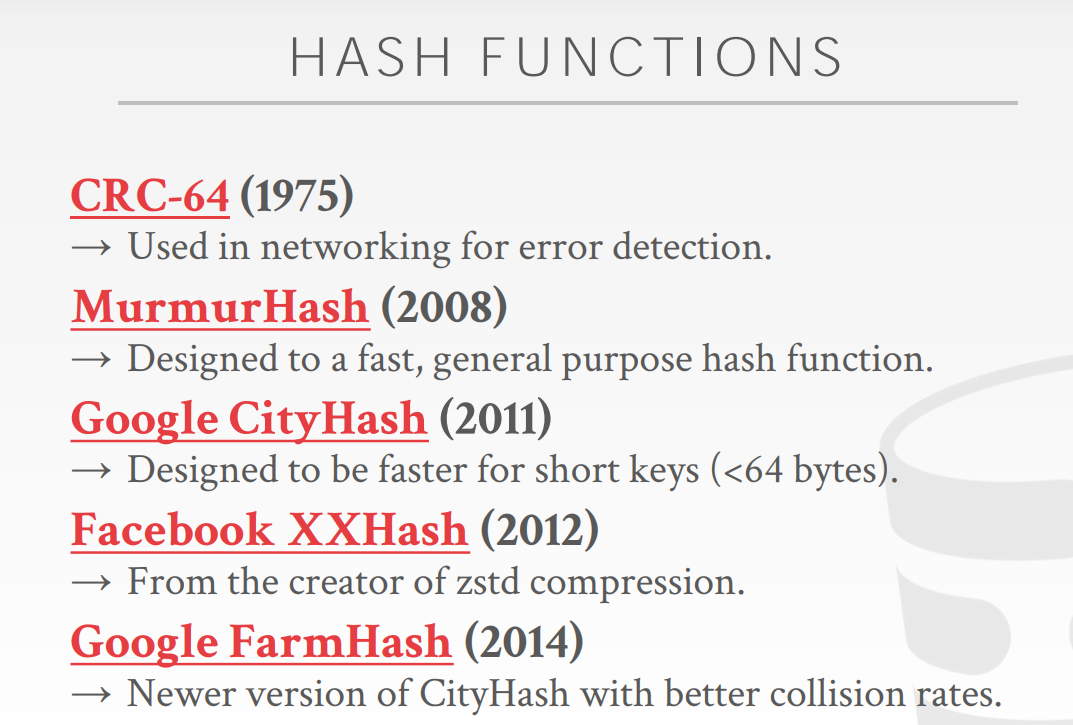 HASH FUNCTIONS
CRC-64 (1975)
→ Used in networking for error detection.
MurmurHash (2008)
→ Designed to a fast, general purpose hash function.
Google CityHash (2011)
→ Designed to be faster for short keys (<64 bytes).
Facebook XXHash (2012)
→ From the creator of zstd compression.
Google FarmHash (2014)
→ Newer version of CityHash with better collision rates.